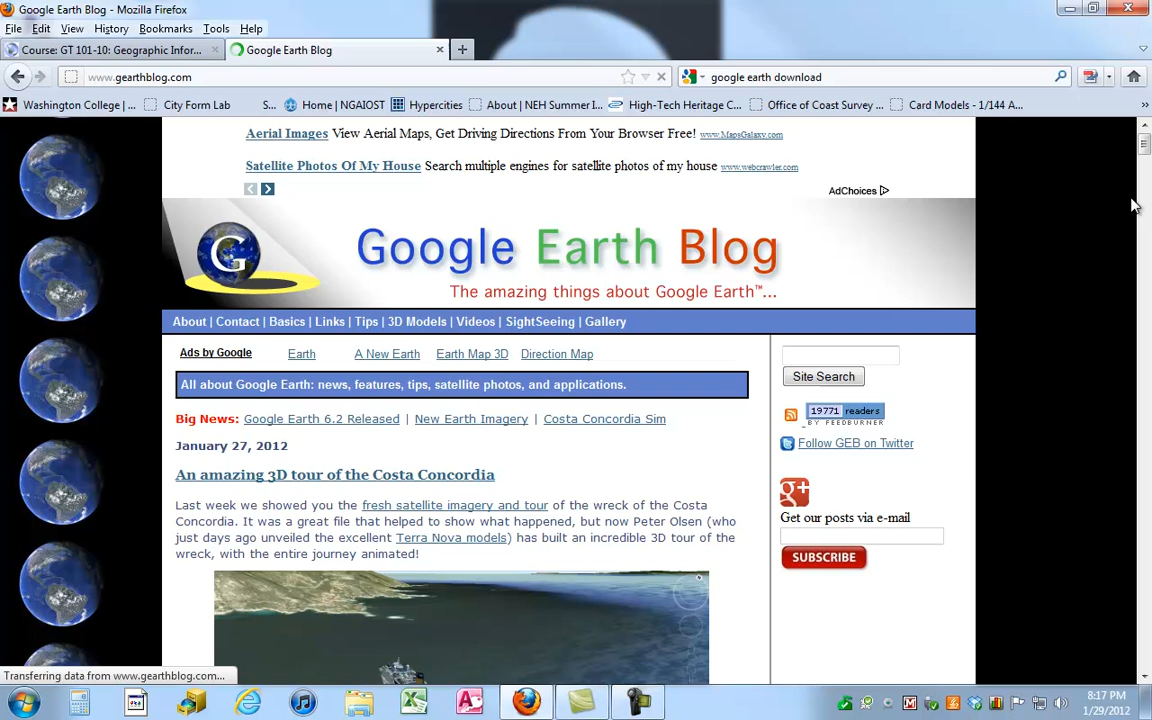 Google Earth Blog - Mozilla Firefox
File Edit View History Bookmarks Tools Help
Course: GT 101-10: Geographic Infor... Google Earth Blog
www.gearthblog.com google earth download
Washington College | ... City Form Lab S... Home | NGAIOST Hypercities About | NEH Summer I... High-Tech Heritage C... Office of Coast Survey ... Card Models - 1/144 A... »
Aerial Images View Aerial Maps, Get Driving Directions From Your Browser Free! www.MapsGalaxy.com
Satellite Photos Of My House Search multiple engines for satellite photos of my house www.webcrawler.com
AdChoices
G
Google Earth Blog
The amazing things about Google Earth™...
About | Contact | Basics | Links | Tips | 3D Models | Videos | SightSeeing | Gallery
Ads by Google Earth A New Earth Earth Map 3D Direction Map
All about Google Earth: news, features, tips, satellite photos, and applications.
Site Search
Big News: Google Earth 6.2 Released | New Earth Imagery | Costa Concordia Sim
19771 readers
BY FEEDBURNER
January 27, 2012
Follow GEB on Twitter
An amazing 3D tour of the Costa Concordia
g+
Last week we showed you the fresh satellite imagery and tour of the wreck of the Costa
Concordia. It was a great file that helped to show what happened, but now Peter Olsen (who
just days ago unveiled the excellent Terra Nova models) has built an incredible 3D tour of the
wreck, with the entire journey animated!
Get our posts via e-mail
SUBSCRIBE
Transferring data from www.gearthblog.com...
8:17 PM
1/29/2012